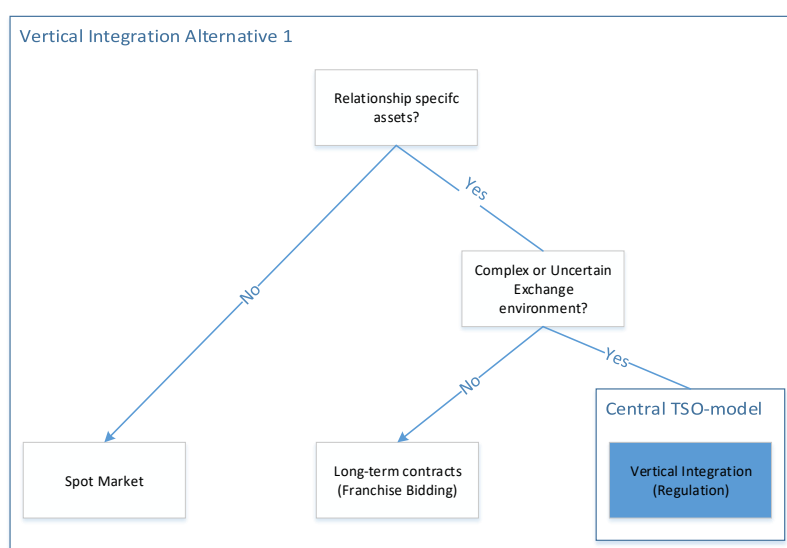 Vertical Integration Alternative 1
Relationship specifc
assets?
Yes
No
Complex or Uncertain
Exchange
environment?
Yes
No
Central TSO-model
Spot Market
Long-term contracts
(Franchise Bidding)
Vertical Integration
(Regulation)